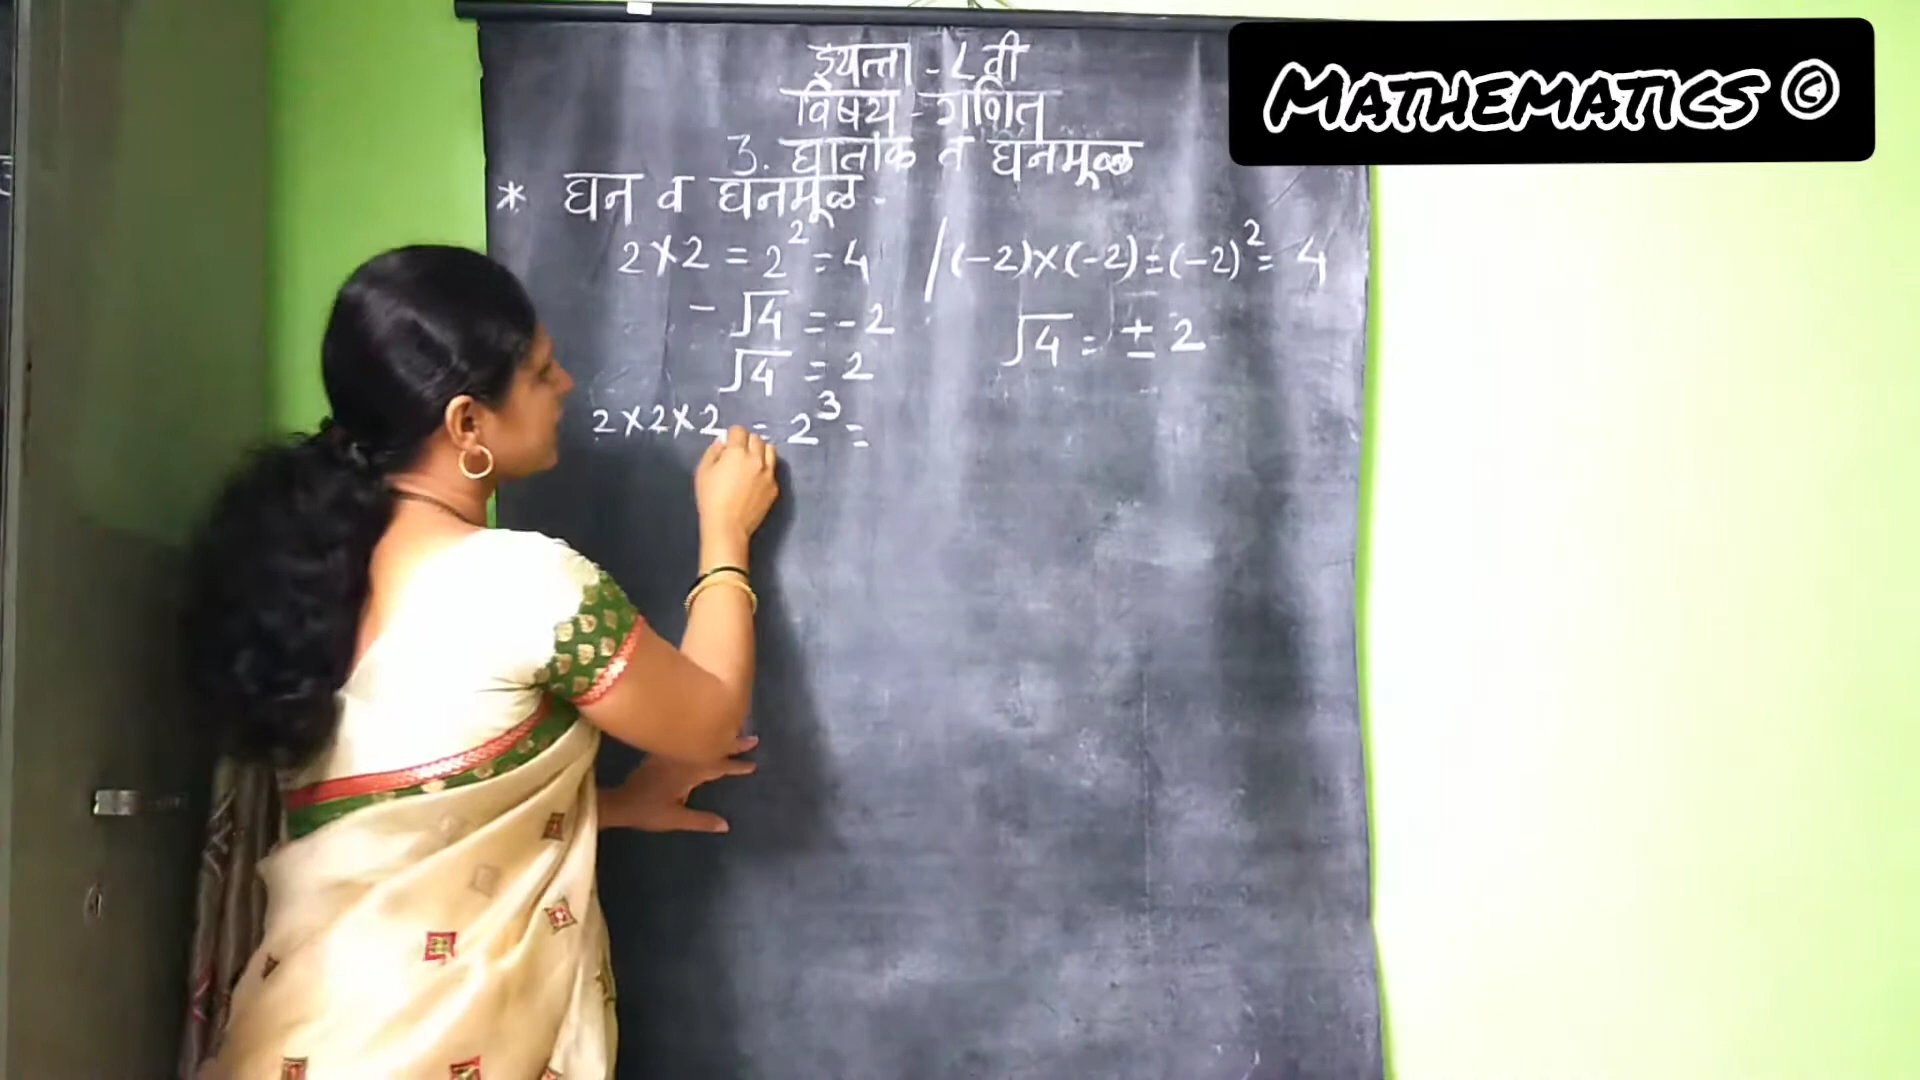 MATHEMATICS ©
इयत्ता - ८ वी
विषय - गणित
3. घातांक व घनमूळ
* घन व घनमूळ -
2×2 = 2² = 4 / (-2)×(-2) = (-2)² = 4
- √4 = - 2 √4 = ± 2
√4 = 2
2×2×2 = 2³ =